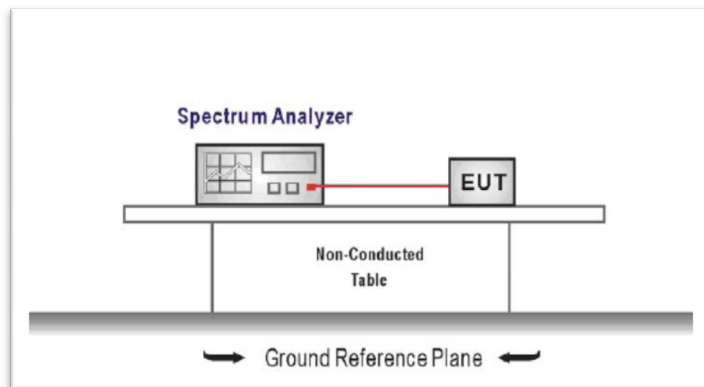 Spectrum Analyzer
EUT
Non-Conducted
Table
Ground Reference Plane